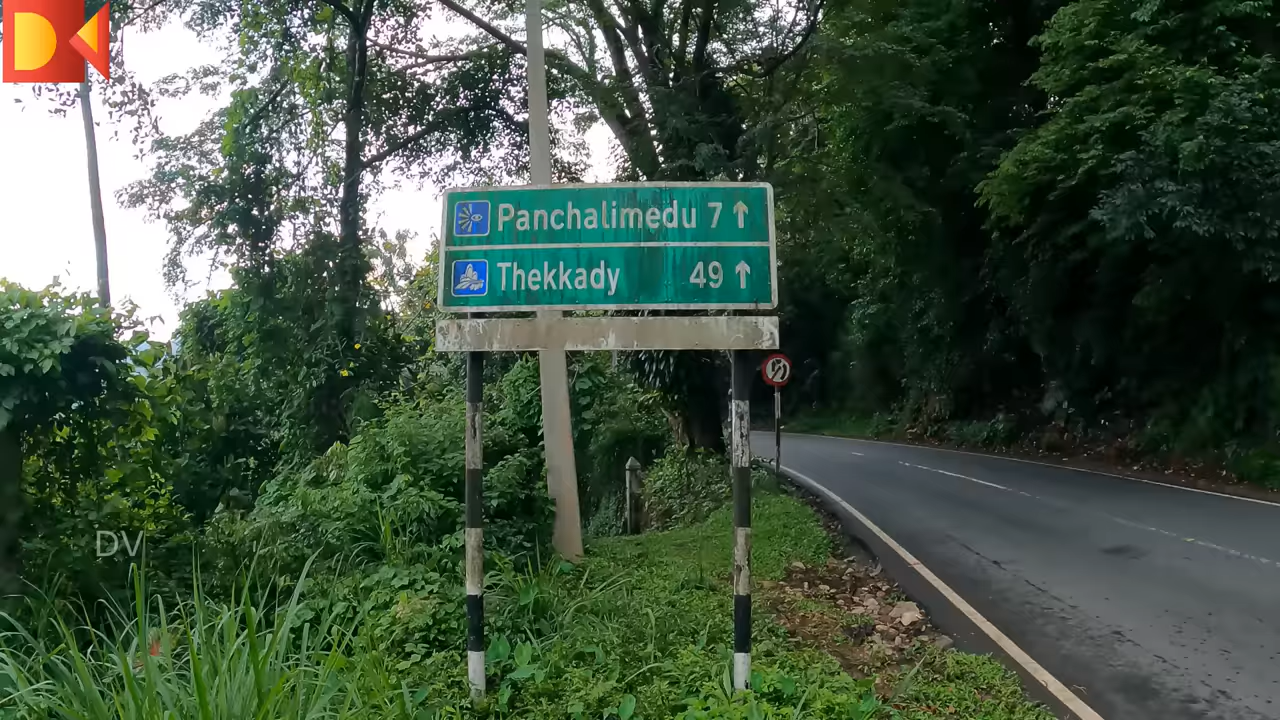 Panchalimedu 7 ↑
Thekkady 49 ↑
DV